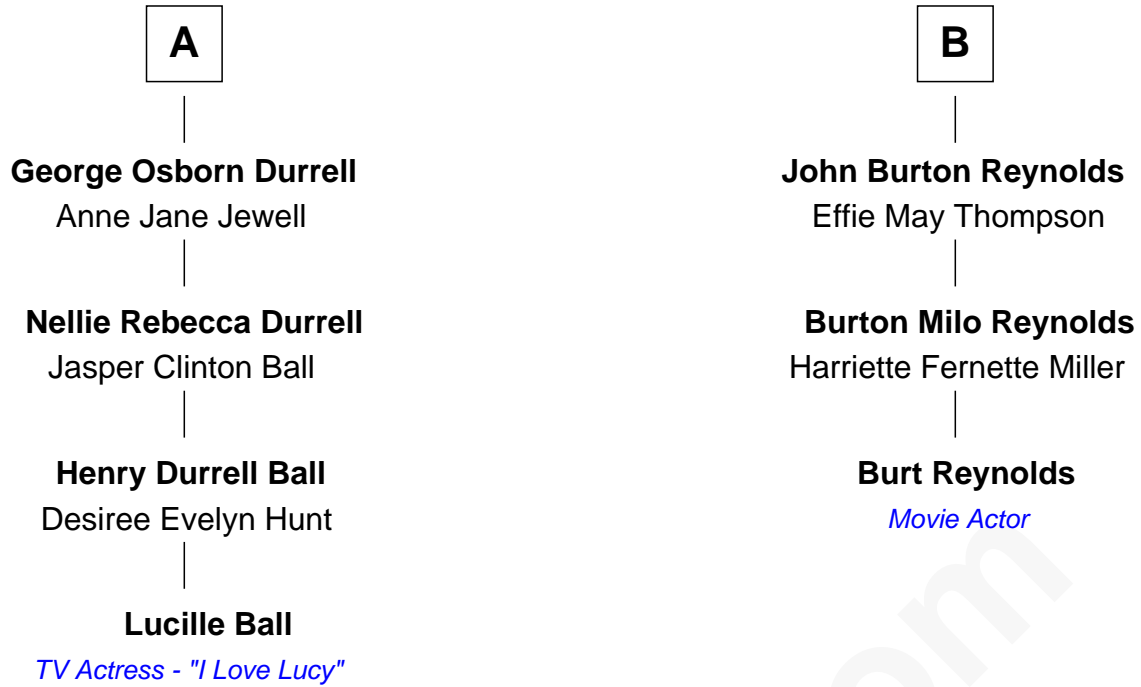 A
George Osborn Durrell
Anne Jane Jewell
Nellie Rebecca Durrell
Jasper Clinton Ball
Henry Durrell Ball
Desiree Evelyn Hunt
Lucille Ball
TV Actress - "I Love Lucy"
B
John Burton Reynolds
Effie May Thompson
Burton Milo Reynolds
Harriette Fernette Miller
Burt Reynolds
Movie Actor
om